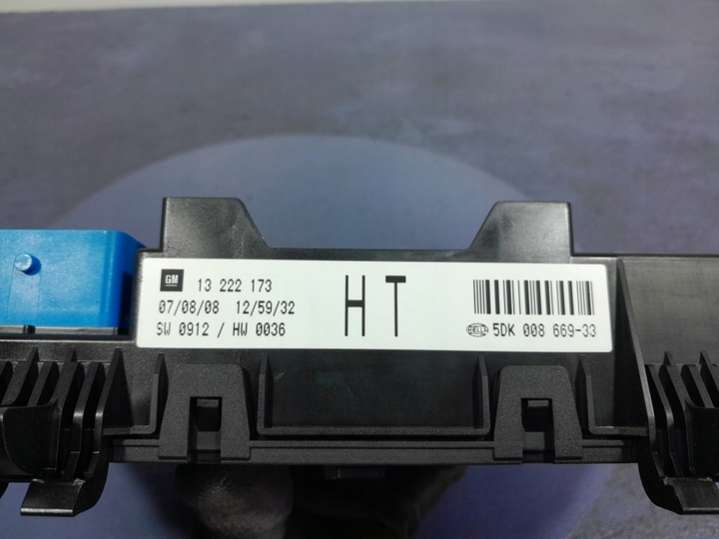 GM
13 222 173
07/08/08 12/59/32
SW 0912 / HW 0036
HT
HELLA 5DK 008 669-33